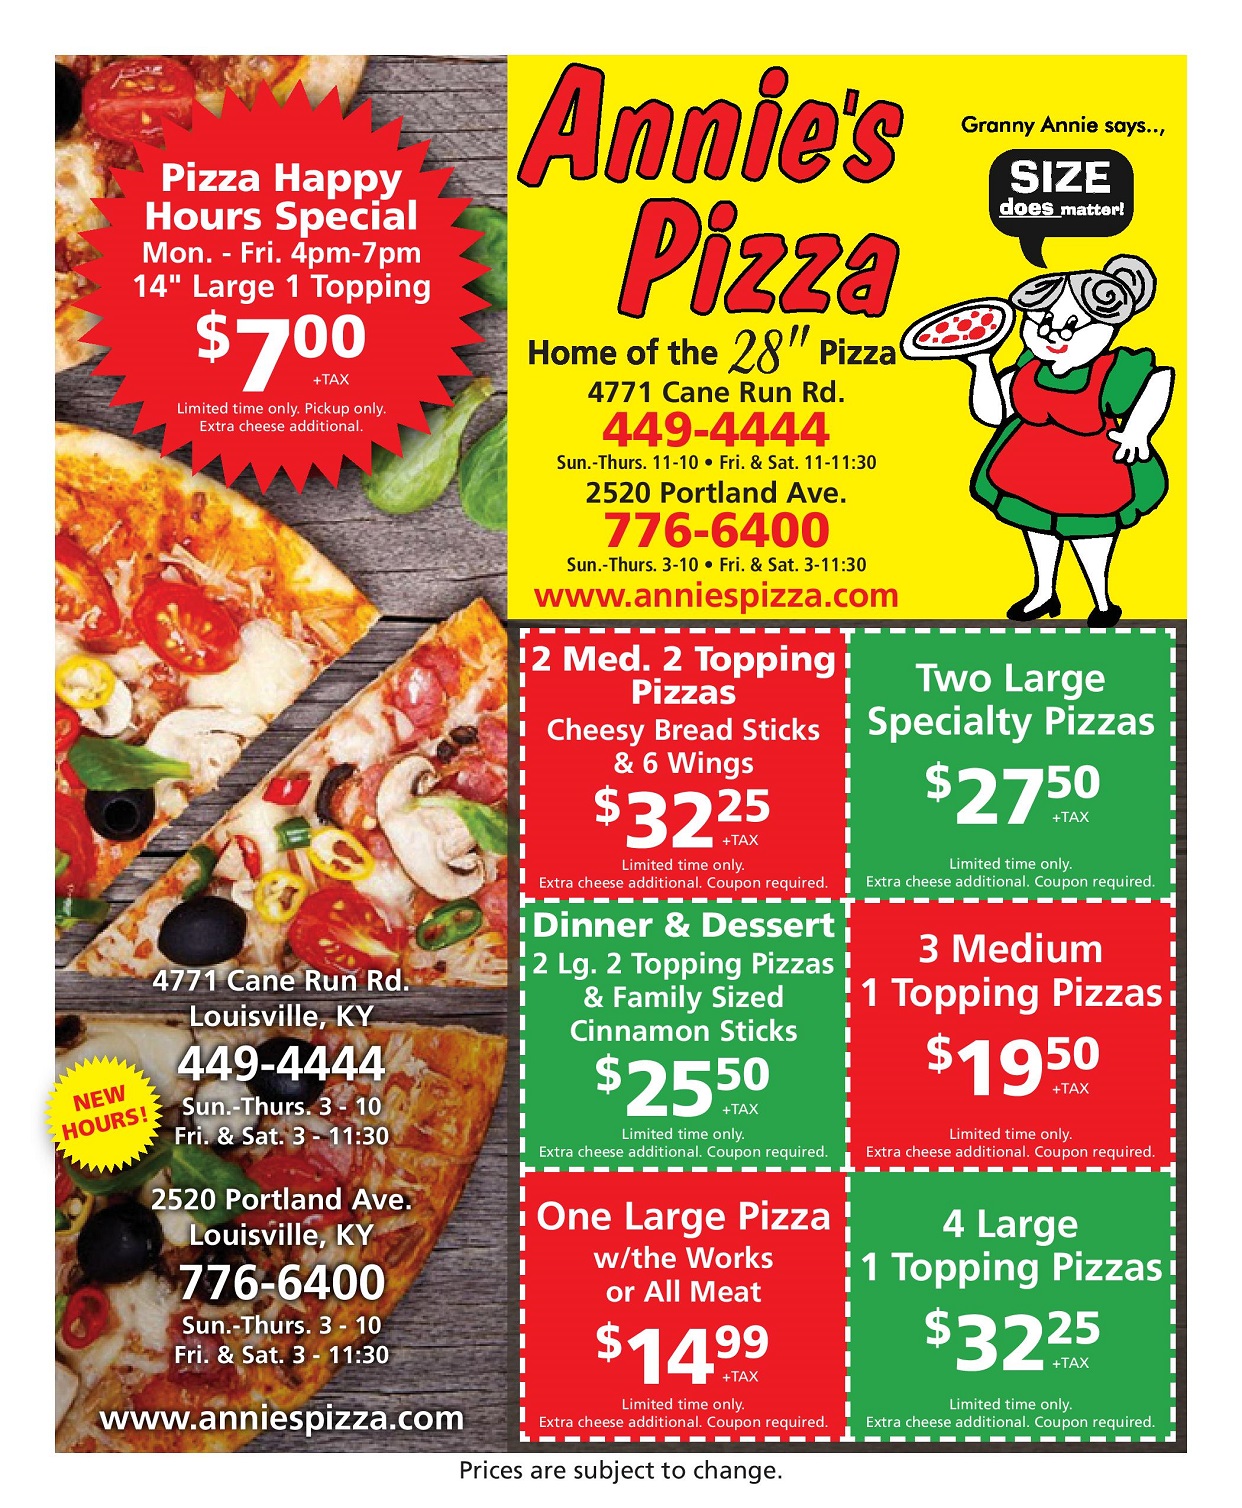 Pizza Happy
Hours Special
Mon. - Fri. 4pm-7pm
14" Large 1 Topping
$7.00
+TAX
Limited time only. Pickup only.
Extra cheese additional.
Annie's
Pizza
Granny Annie says..,
SIZE
does matter!
Home of the 28" Pizza
4771 Cane Run Rd.
449-4444
Sun.-Thurs. 11-10 • Fri. & Sat. 11-11:30
2520 Portland Ave.
776-6400
Sun.-Thurs. 3-10 • Fri. & Sat. 3-11:30
www.anniespizza.com
2 Med. 2 Topping
Pizzas
Cheesy Bread Sticks
& 6 Wings
$32 25
+TAX
Limited time only.
Extra cheese additional. Coupon required.
Two Large
Specialty Pizzas
$27 50
+TAX
Limited time only.
Extra cheese additional. Coupon required.
Dinner & Dessert
2 Lg. 2 Topping Pizzas
& Family Sized
Cinnamon Sticks
$25 50
+TAX
Limited time only.
Extra cheese additional. Coupon required.
3 Medium
1 Topping Pizzas
$19 50
+TAX
Limited time only.
Extra cheese additional. Coupon required.
One Large Pizza
w/the Works
or All Meat
$14 99
+TAX
Limited time only.
Extra cheese additional. Coupon required.
4 Large
1 Topping Pizzas
$32 25
+TAX
Limited time only.
Extra cheese additional. Coupon required.
4771 Cane Run Rd.
Louisville, KY
449-4444
Sun.-Thurs. 3 - 10
Fri. & Sat. 3 - 11:30
NEW
HOURS!
2520 Portland Ave.
Louisville, KY
776-6400
Sun.-Thurs. 3 - 10
Fri. & Sat. 3 - 11:30
www.anniespizza.com
Prices are subject to change.